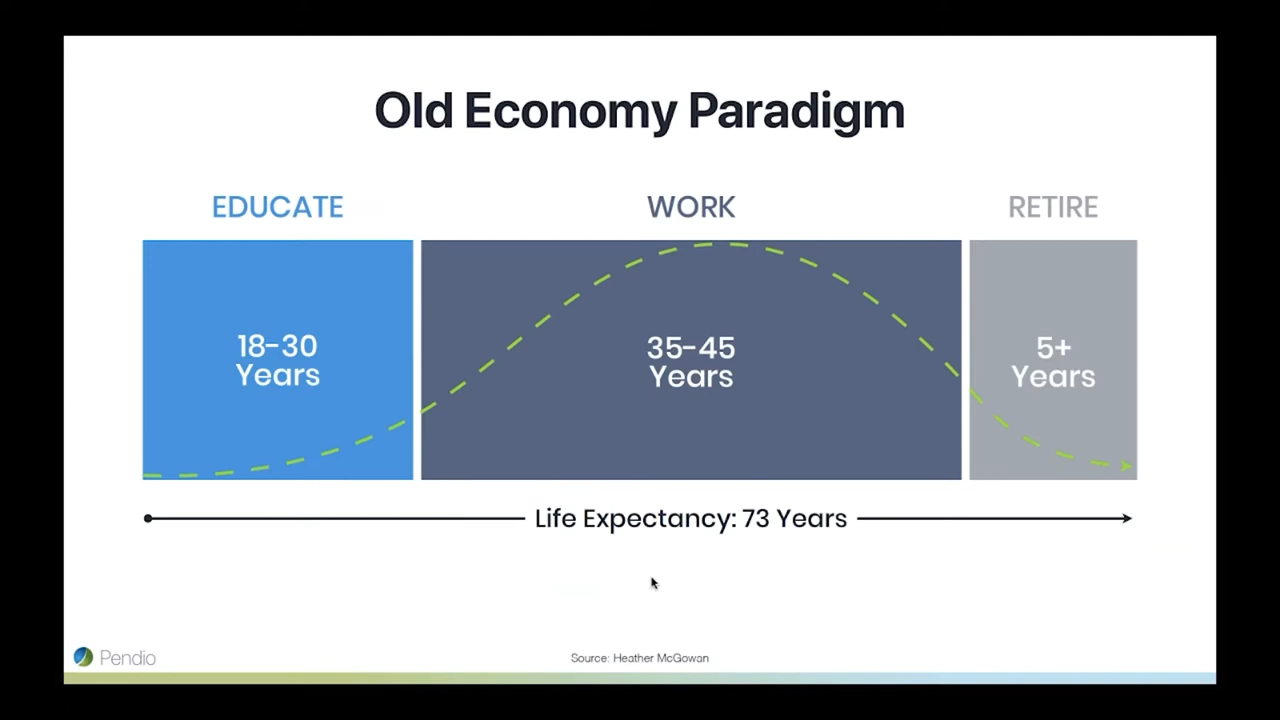 Old Economy Paradigm
EDUCATE
WORK
RETIRE
18-30
Years
35-45
Years
5+
Years
Life Expectancy: 73 Years
Pendio
Source: Heather McGowan